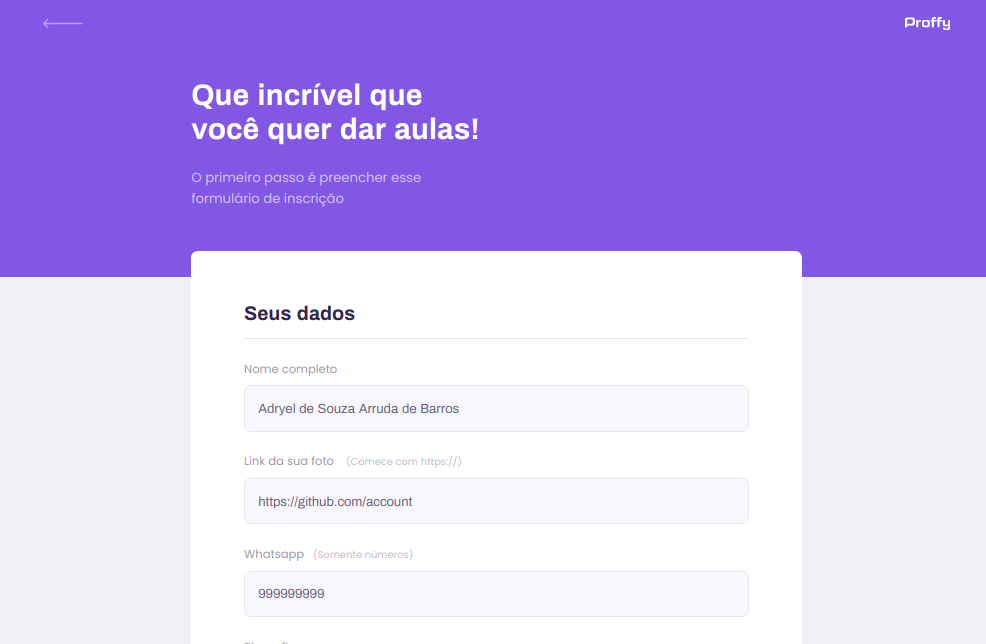 Proffy
Que incrível que
você quer dar aulas!
O primeiro passo é preencher esse
formulário de inscrição
Seus dados
Nome completo
Adryel de Souza Arruda de Barros
Link da sua foto (Comece com https://)
https://github.com/account
Whatsapp (Somente números)
999999999